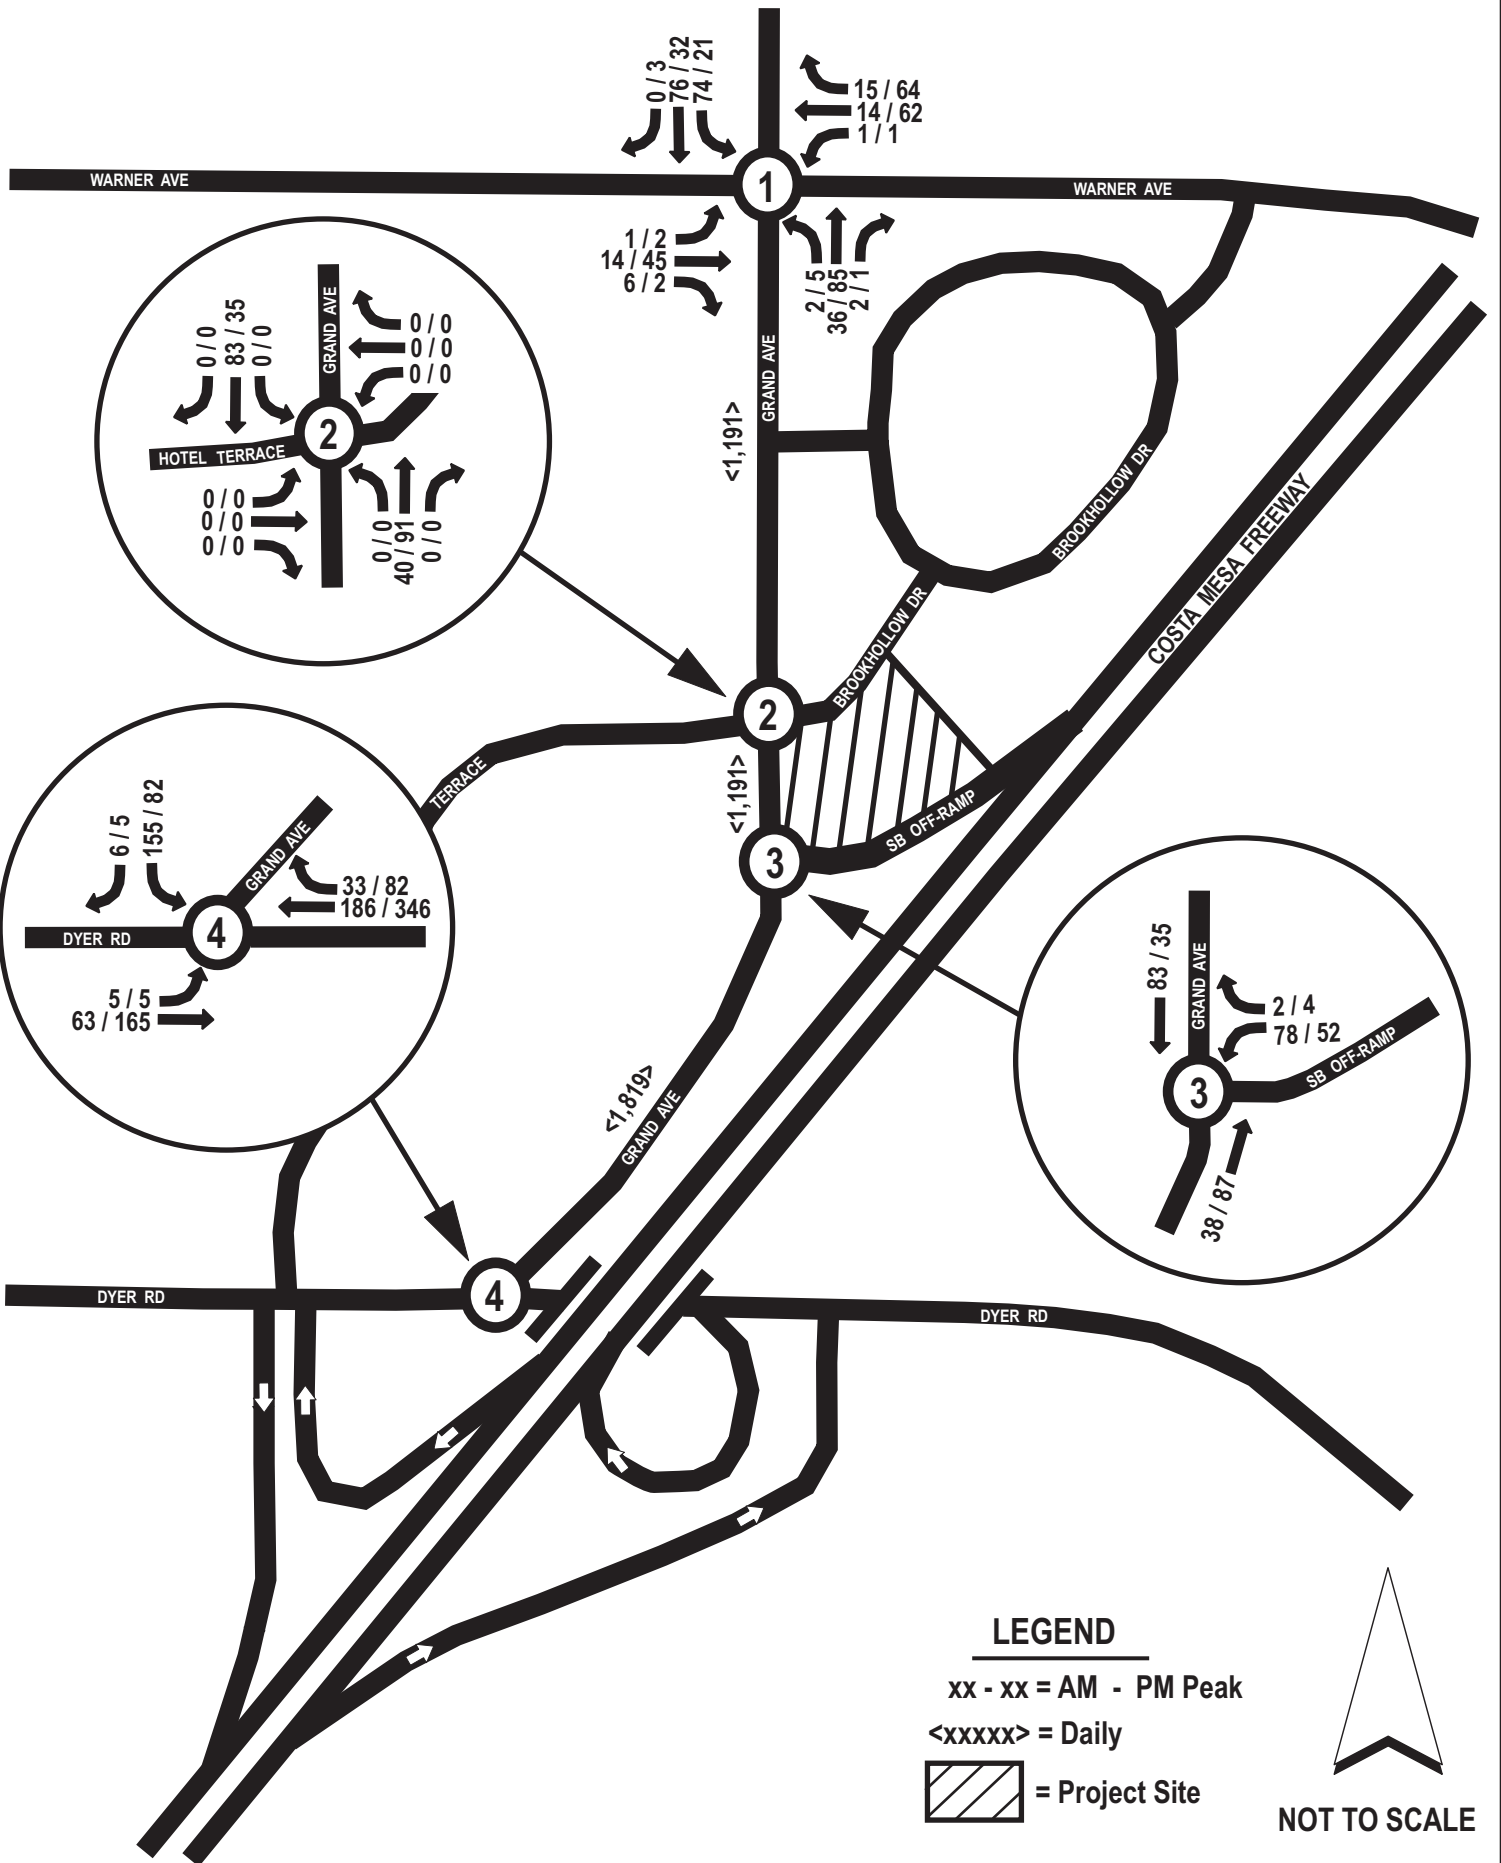 0 / 3
76 / 32
74 / 21
15 / 64
14 / 62
1 / 1
WARNER AVE
1
WARNER AVE
1 / 2
14 / 45
6 / 2
2 / 5
36 / 85
2 / 1
GRAND AVE
<1,191>
0 / 0
83 / 35
0 / 0
GRAND AVE
0 / 0
0 / 0
0 / 0
2
HOTEL TERRACE
0 / 0
0 / 0
0 / 0
0 / 0
40 / 91
0 / 0
BROOKHOLLOW DR
COSTA MESA FREEWAY
BROOKHOLLOW DR
2
TERRACE
<1,191>
SB OFF-RAMP
3
6 / 5
155 / 82
GRAND AVE
33 / 82
186 / 346
DYER RD
4
5 / 5
63 / 165
83 / 35
GRAND AVE
2 / 4
78 / 52
SB OFF-RAMP
3
38 / 87
<1,819>
GRAND AVE
DYER RD
4
DYER RD
LEGEND
xx - xx = AM - PM Peak
<xxxxx> = Daily
= Project Site
NOT TO SCALE